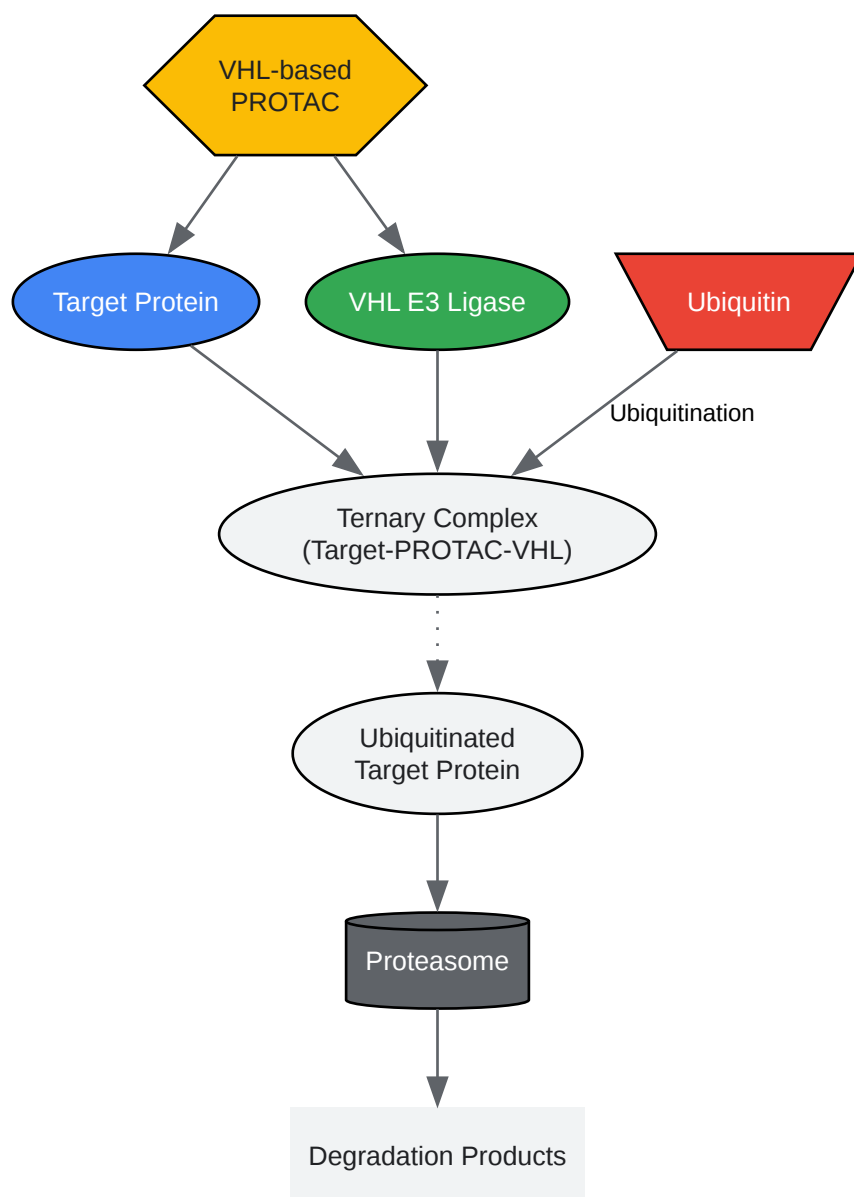 VHL-based
PROTAC
Target Protein
VHL E3 Ligase
Ubiquitin
Ubiquitination
Ternary Complex
(Target-PROTAC-VHL)
Ubiquitinated
Target Protein
Proteasome
Degradation Products